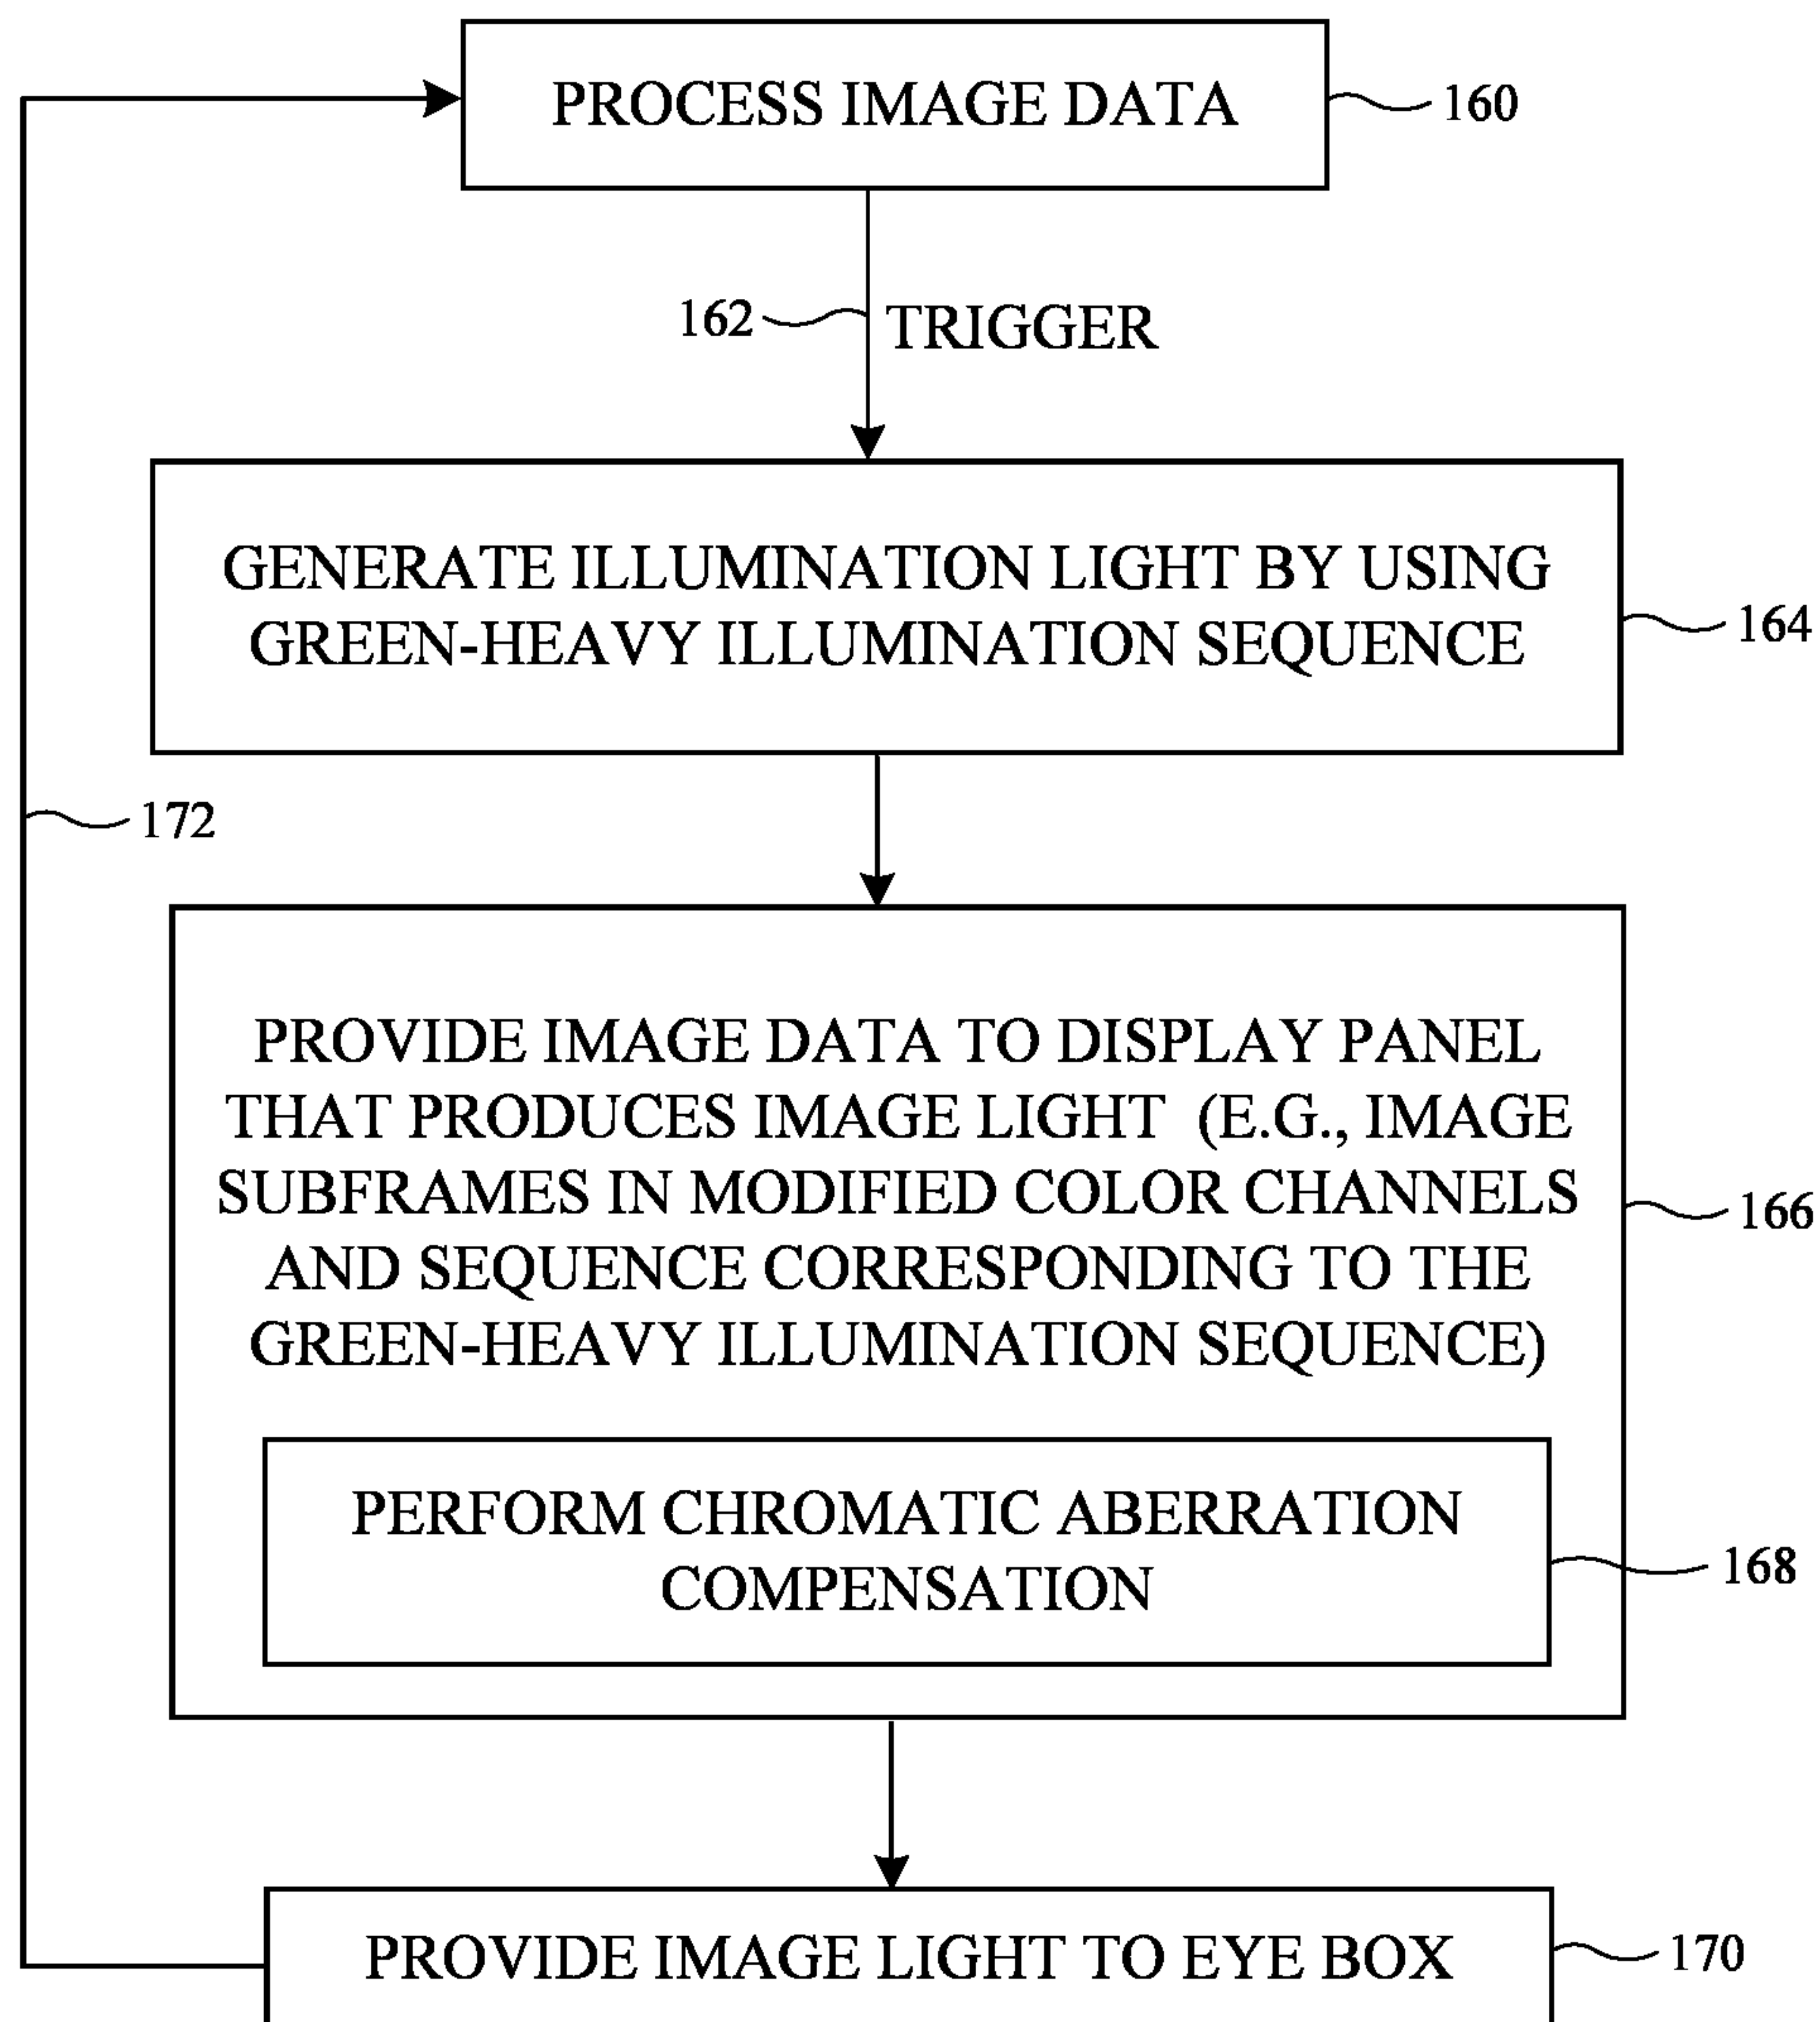 PROCESS IMAGE DATA
160
162
TRIGGER
GENERATE ILLUMINATION LIGHT BY USING
GREEN-HEAVY ILLUMINATION SEQUENCE
164
172
PROVIDE IMAGE DATA TO DISPLAY PANEL
THAT PRODUCES IMAGE LIGHT (E.G., IMAGE
SUBFRAMES IN MODIFIED COLOR CHANNELS
AND SEQUENCE CORRESPONDING TO THE
GREEN-HEAVY ILLUMINATION SEQUENCE)
166
PERFORM CHROMATIC ABERRATION
COMPENSATION
168
PROVIDE IMAGE LIGHT TO EYE BOX
170